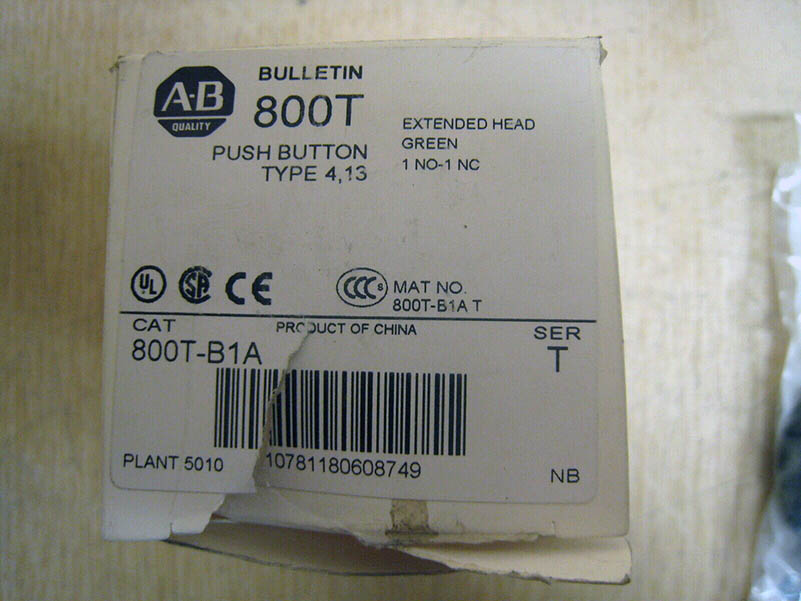 A-B
QUALITY
BULLETIN
800T
PUSH BUTTON
TYPE 4,13
EXTENDED HEAD
GREEN
1 NO-1 NC
UL
SA
CE
CCC S
MAT NO.
800T-B1A T
CAT
PRODUCT OF CHINA
SER
800T-B1A
T
PLANT 5010
10781180608749
NB